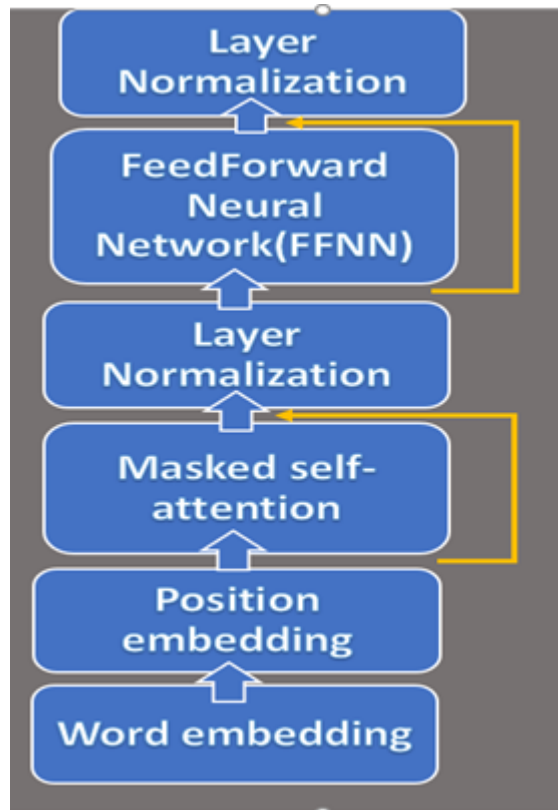 Layer
Normalization
FeedForward
Neural
Network(FFNN)
Layer
Normalization
Masked self-
attention
Position
embedding
Word embedding